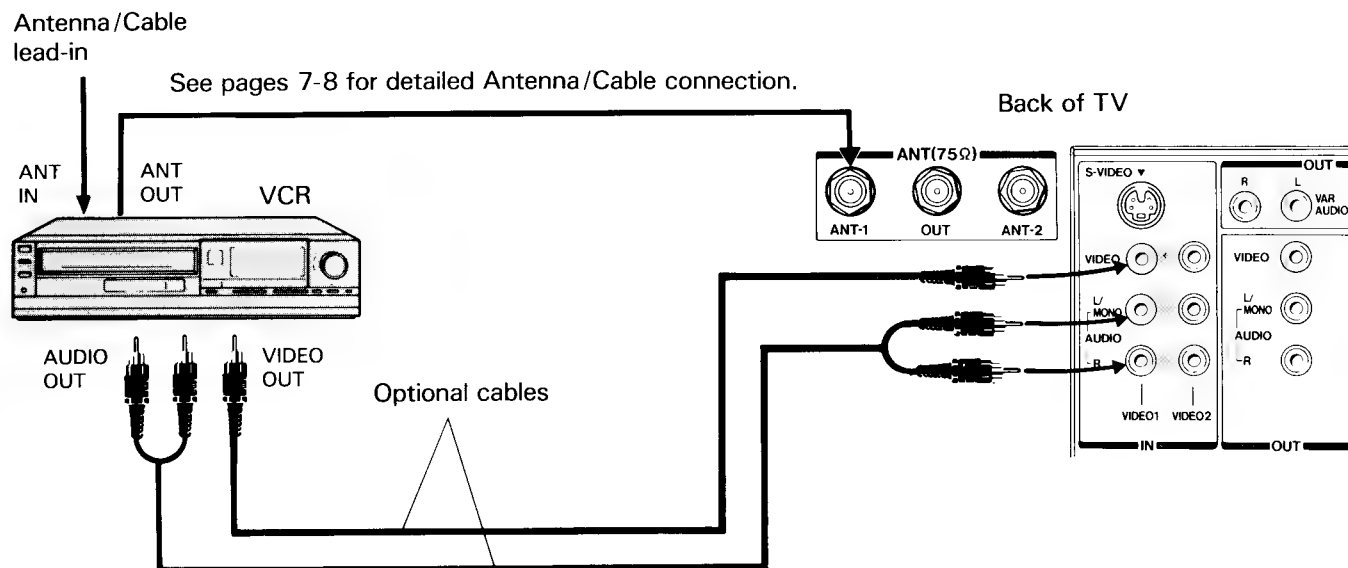 Antenna/Cable
lead-in
See pages 7-8 for detailed Antenna/Cable connection.
Back of TV
ANT
IN
ANT
OUT
VCR
ANT(75Ω)
ANT-1
OUT
ANT-2
S-VIDEO ▼
OUT
R
L
VAR
AUDIO
VIDEO
VIDEO
L/
MONO
L/
MONO
AUDIO
AUDIO
R
R
VIDEO1
VIDEO2
IN
OUT
AUDIO
OUT
VIDEO
OUT
Optional cables